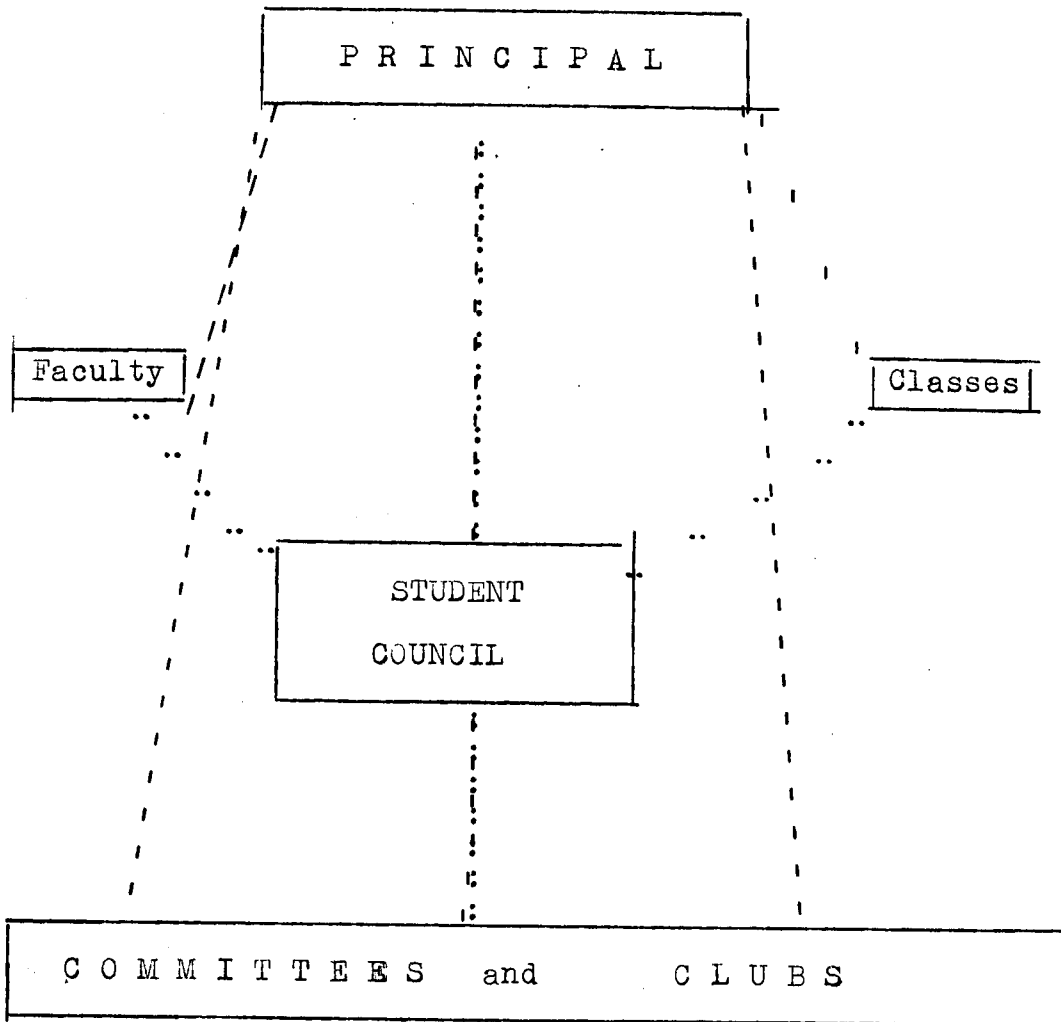 PRINCIPAL
Faculty
Classes
STUDENT
COUNCIL
COMMITTEES and CLUBS